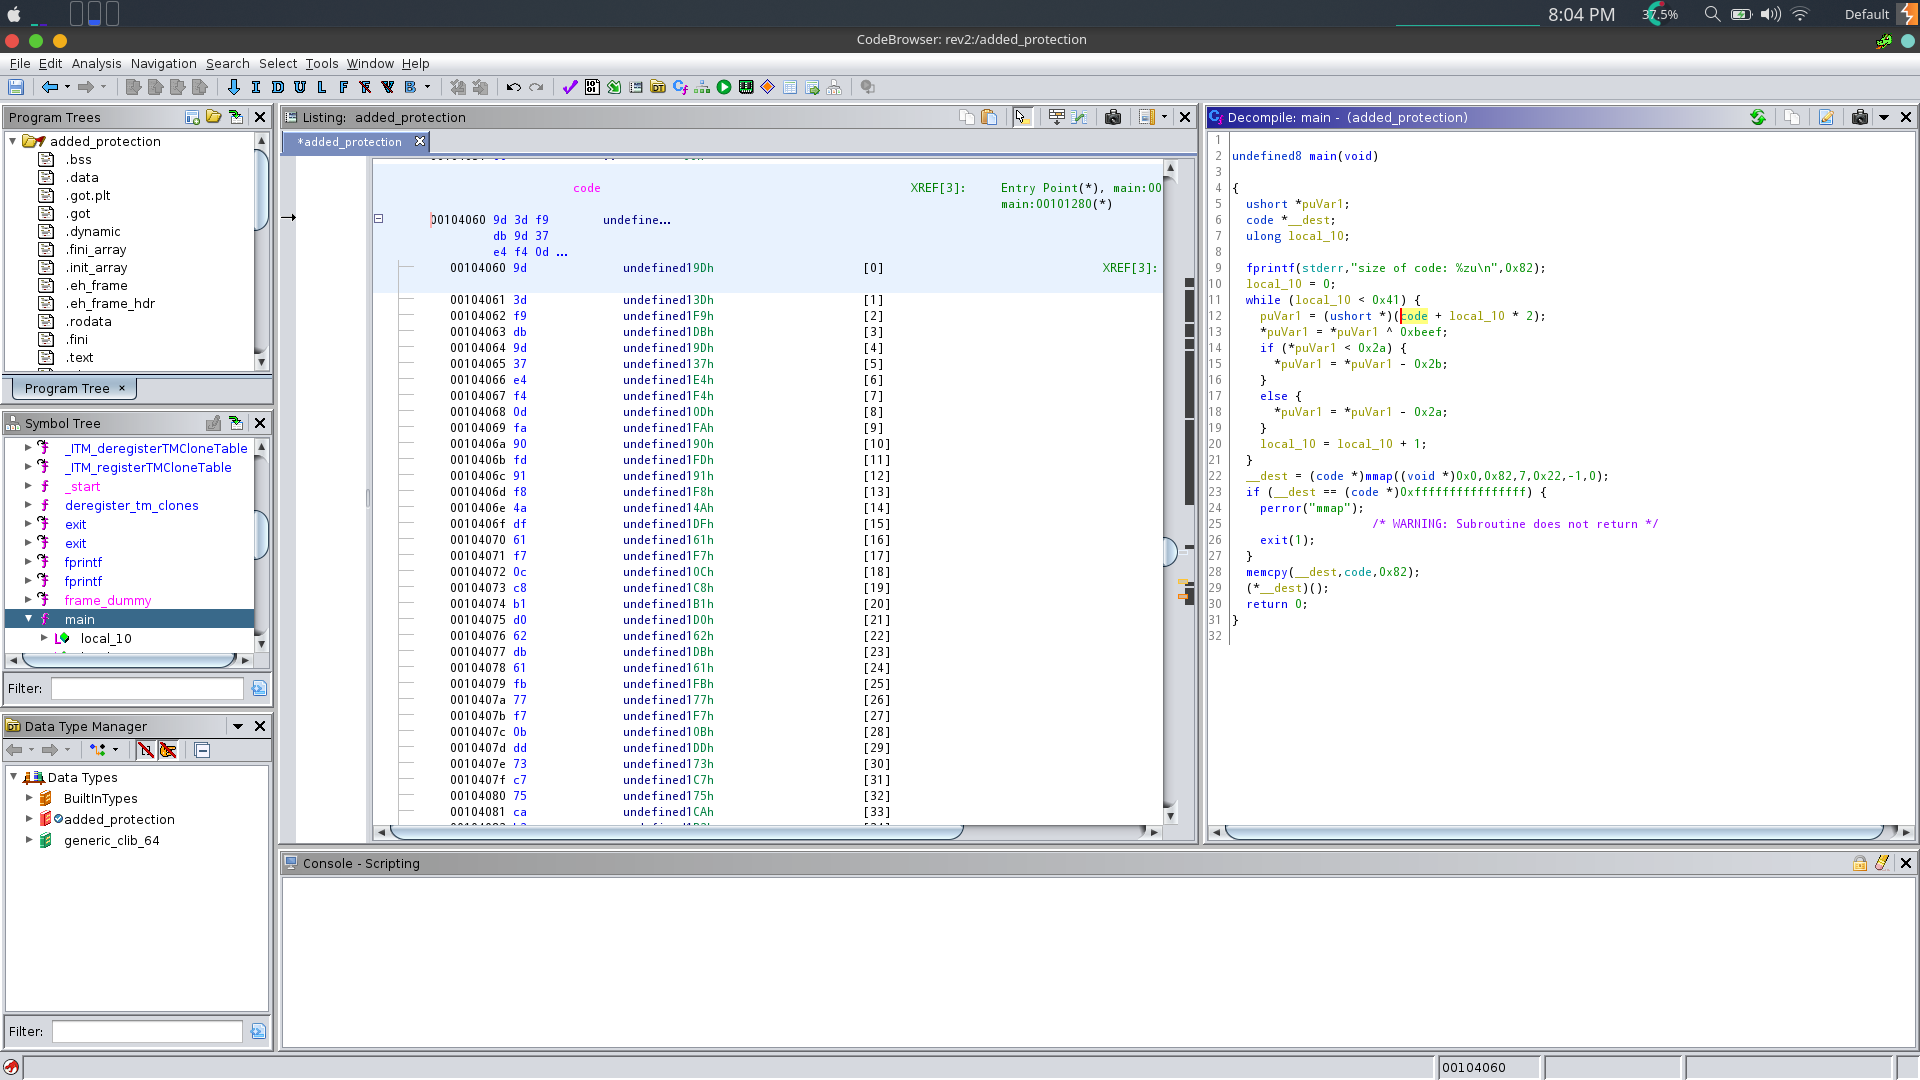 8:04 PM
37.5%
Default
CodeBrowser: rev2:/added_protection
File Edit Analysis Navigation Search Select Tools Window Help
I D U L F B
Program Trees
added_protection
.bss
.data
.got.plt
.got
.dynamic
.fini_array
.init_array
.eh_frame
.eh_frame_hdr
.rodata
.fini
.text
Program Tree ×
Symbol Tree
_ITM_deregisterTMCloneTable
_ITM_registerTMCloneTable
_start
deregister_tm_clones
exit
exit
fprintf
fprintf
frame_dummy
main
local_10
Filter:
Data Type Manager
Data Types
BuiltInTypes
added_protection
generic_clib_64
Filter:
Listing: added_protection
*added_protection
code XREF[3]: Entry Point(*), main:00
main:00101280(*)
00104060 9d 3d f9 undefine...
db 9d 37
e4 f4 0d ...
00104060 9d undefined19Dh [0] XREF[3]:
00104061 3d undefined13Dh [1]
00104062 f9 undefined1F9h [2]
00104063 db undefined1DBh [3]
00104064 9d undefined19Dh [4]
00104065 37 undefined137h [5]
00104066 e4 undefined1E4h [6]
00104067 f4 undefined1F4h [7]
00104068 0d undefined10Dh [8]
00104069 fa undefined1FAh [9]
0010406a 90 undefined190h [10]
0010406b fd undefined1FDh [11]
0010406c 91 undefined191h [12]
0010406d f8 undefined1F8h [13]
0010406e 4a undefined14Ah [14]
0010406f df undefined1DFh [15]
00104070 61 undefined161h [16]
00104071 f7 undefined1F7h [17]
00104072 0c undefined10Ch [18]
00104073 c8 undefined1C8h [19]
00104074 b1 undefined1B1h [20]
00104075 d0 undefined1D0h [21]
00104076 62 undefined162h [22]
00104077 db undefined1DBh [23]
00104078 61 undefined161h [24]
00104079 fb undefined1FBh [25]
0010407a 77 undefined177h [26]
0010407b f7 undefined1F7h [27]
0010407c 0b undefined10Bh [28]
0010407d dd undefined1DDh [29]
0010407e 73 undefined173h [30]
0010407f c7 undefined1C7h [31]
00104080 75 undefined175h [32]
00104081 ca undefined1CAh [33]
Decompile: main - (added_protection)
1
2 undefined8 main(void)
3
4 {
5 ushort *puVar1;
6 code *__dest;
7 ulong local_10;
8
9 fprintf(stderr,"size of code: %zu\n",0x82);
10 local_10 = 0;
11 while (local_10 < 0x41) {
12 puVar1 = (ushort *)(code + local_10 * 2);
13 *puVar1 = *puVar1 ^ 0xbeef;
14 if (*puVar1 < 0x2a) {
15 *puVar1 = *puVar1 - 0x2b;
16 }
17 else {
18 *puVar1 = *puVar1 - 0x2a;
19 }
20 local_10 = local_10 + 1;
21 }
22 __dest = (code *)mmap((void *)0x0,0x82,7,0x22,-1,0);
23 if (__dest == (code *)0xffffffffffffffff) {
24 perror("mmap");
25 /* WARNING: Subroutine does not return */
26 exit(1);
27 }
28 memcpy(__dest,code,0x82);
29 (*__dest)();
30 return 0;
31 }
32
Console - Scripting
00104060